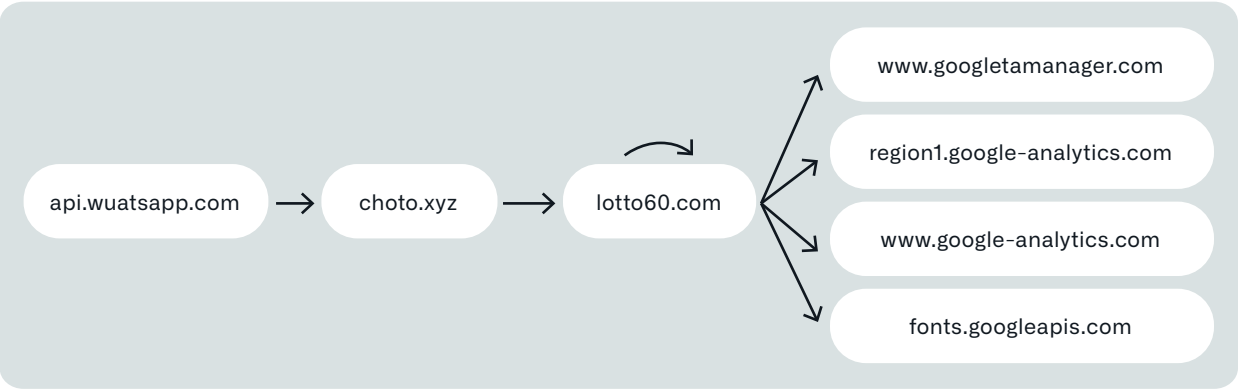 api.wuatsapp.com
choto.xyz
lotto60.com
www.googletamanager.com
region1.google-analytics.com
www.google-analytics.com
fonts.googleapis.com